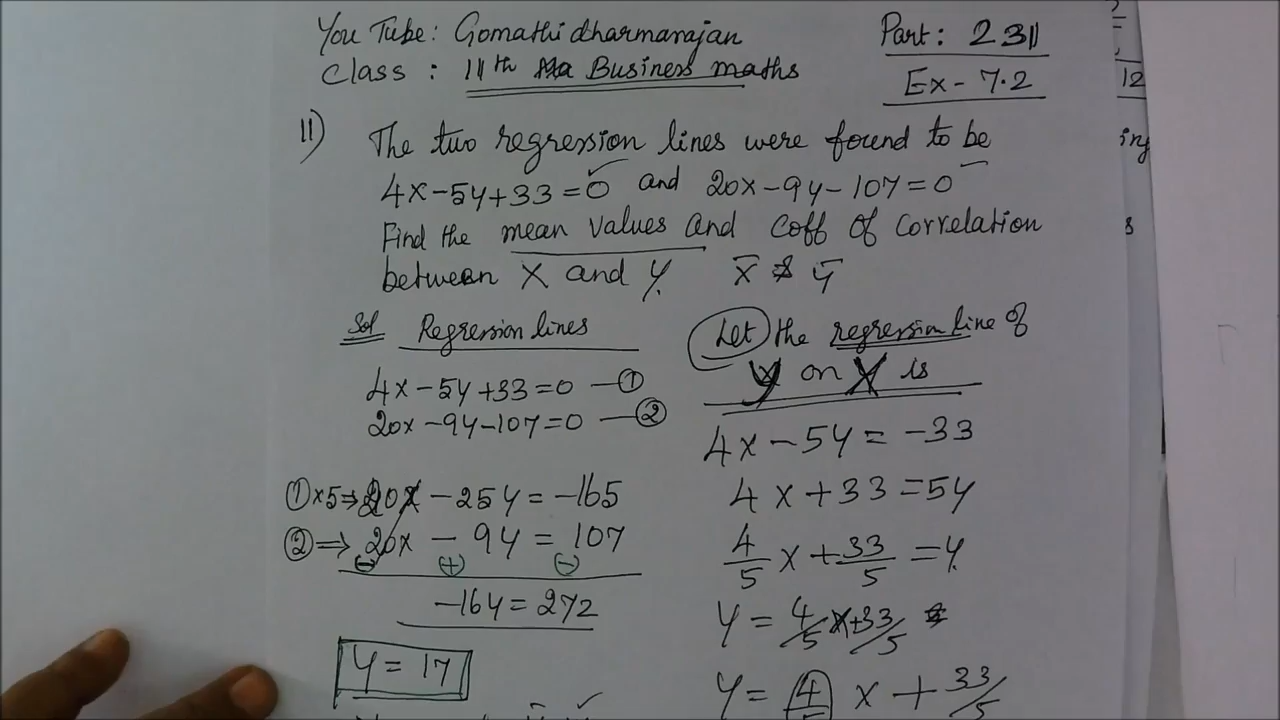 You Tube: Gomathi dharmarajan
Class : 11th Business maths
Part: 231
Ex - 7.2
11) The two regression lines were found to be
4x-5y+33=0 and 20x-9y-107=0
Find the mean values and coff of correlation
between X and Y. x̄ & ȳ
Sol Regression lines
4x-5y+33=0 —①
20x-9y-107=0 —②
①x5⇒20x - 25y = -165
②⇒ 20x - 9y = 107
(-) (+) (-)
-16y = 272
y = 17
Let the regression line of
y on X is
4x-5y = -33
4x+33 = 5y
4/5 x + 33/5 = y.
y = 4/5 x + 33/5
y = 4/5 x + 33/5
12
ing
s